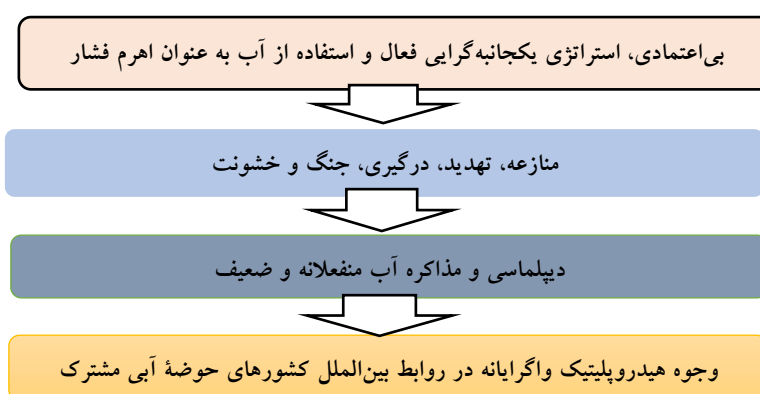 بی‌اعتمادی، استراتژی یکجانبه‌گرایی فعال و استفاده از آب به عنوان اهرم فشار
منازعه، تهدید، درگیری، جنگ و خشونت
دیپلماسی و مذاکره آب منفعلانه و ضعیف
وجوه هیدروپلیتیک واگرایانه در روابط بین‌الملل کشورهای حوضهٔ آبی مشترک